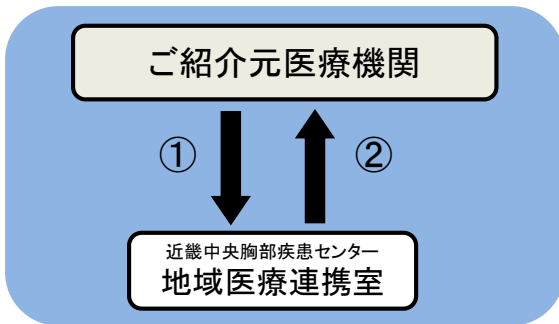 ご紹介元医療機関
① ②
近畿中央胸部疾患センター
地域医療連携室